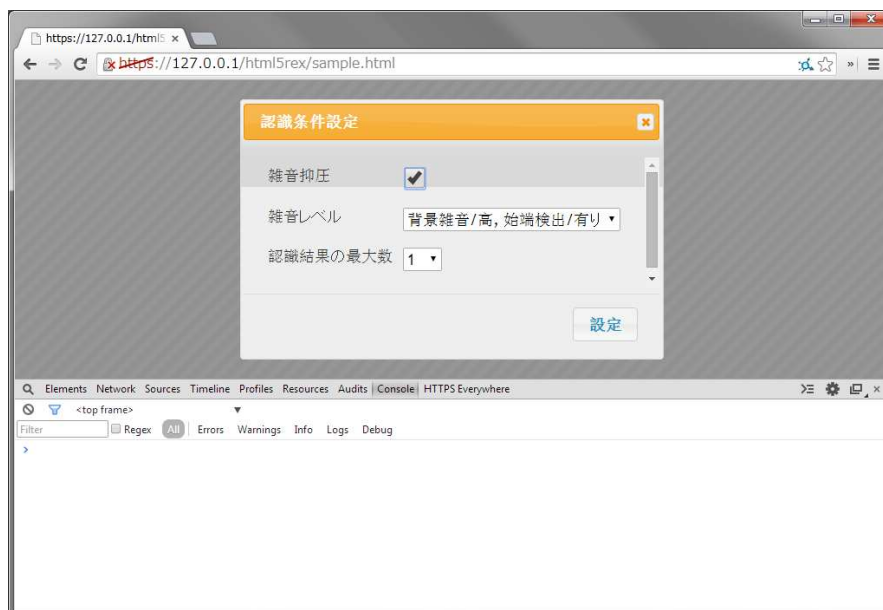 https://127.0.0.1/html5 ×
https://127.0.0.1/html5rex/sample.html
認識条件設定
雑音抑圧
雑音レベル 背景雑音/高, 始端検出/有り
認識結果の最大数 1
設定
Elements Network Sources Timeline Profiles Resources Audits Console HTTPS Everywhere
<top frame>
Filter Regex All Errors Warnings Info Logs Debug